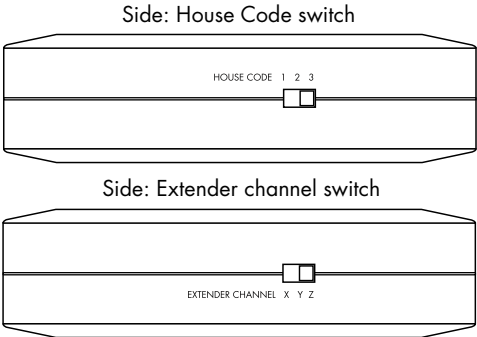 Side: House Code switch
HOUSE CODE 1 2 3
Side: Extender channel switch
EXTENDER CHANNEL X Y Z